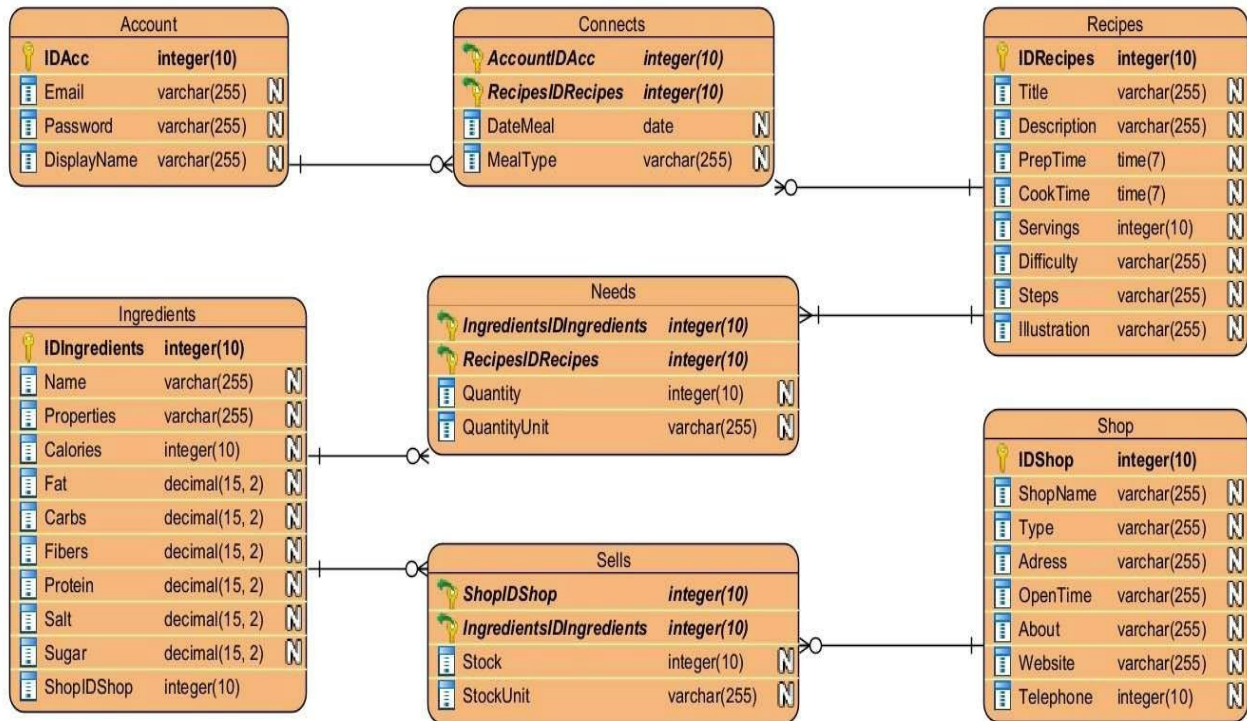 Account
IDAcc integer(10)
Email varchar(255) N
Password varchar(255) N
DisplayName varchar(255) N
Connects
AccountIDAcc integer(10)
RecipesIDRecipes integer(10)
DateMeal date N
MealType varchar(255) N
Recipes
IDRecipes integer(10)
Title varchar(255) N
Description varchar(255) N
PrepTime time(7) N
CookTime time(7) N
Servings integer(10) N
Difficulty varchar(255) N
Steps varchar(255) N
Illustration varchar(255) N
Ingredients
IDIngredients integer(10)
Name varchar(255) N
Properties varchar(255) N
Calories integer(10) N
Fat decimal(15, 2) N
Carbs decimal(15, 2) N
Fibers decimal(15, 2) N
Protein decimal(15, 2) N
Salt decimal(15, 2) N
Sugar decimal(15, 2) N
ShopIDShop integer(10)
Needs
IngredientsIDIngredients integer(10)
RecipesIDRecipes integer(10)
Quantity integer(10) N
QuantityUnit varchar(255) N
Sells
ShopIDShop integer(10)
IngredientsIDIngredients integer(10)
Stock integer(10) N
StockUnit varchar(255) N
Shop
IDShop integer(10)
ShopName varchar(255) N
Type varchar(255) N
Adress varchar(255) N
OpenTime varchar(255) N
About varchar(255) N
Website varchar(255) N
Telephone integer(10) N